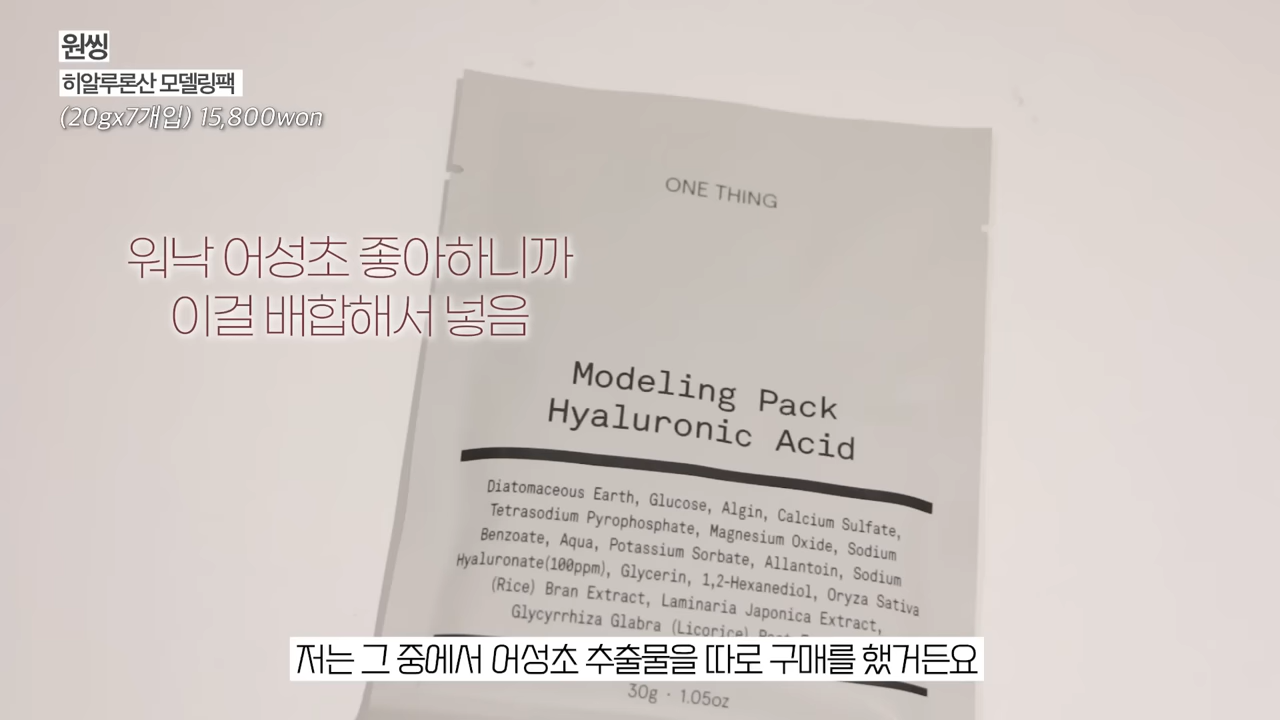 원씽
히알루론산 모델링팩
(20gx7개입) 15,800won
워낙 어성초 좋아하니까
이걸 배합해서 넣음
ONE THING
Modeling Pack
Hyaluronic Acid
Diatomaceous Earth, Glucose, Algin, Calcium Sulfate,
Tetrasodium Pyrophosphate, Magnesium Oxide, Sodium
Benzoate, Aqua, Potassium Sorbate, Allantoin, Sodium
Hyaluronate(100ppm), Glycerin, 1,2-Hexanediol, Oryza Sativa
(Rice) Bran Extract, Laminaria Japonica Extract,
Glycyrrhiza Glabra (Licorice)
저는 그 중에서 어성초 추출물을 따로 구매를 했거든요
30g · 1.05oz